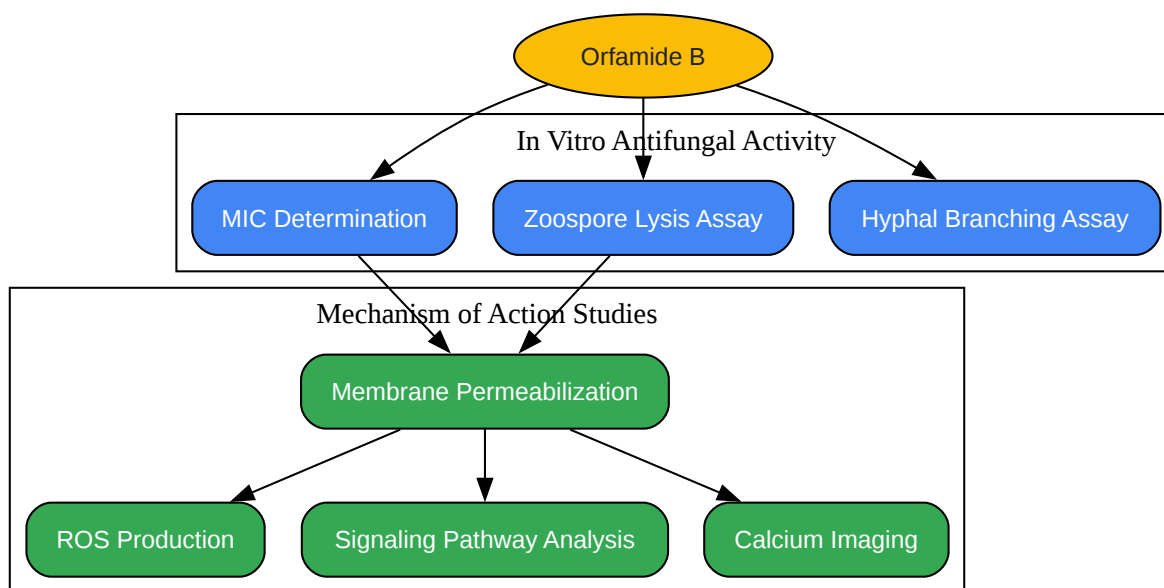 Orfamide B
In Vitro Antifungal Activity
MIC Determination
Zoospore Lysis Assay
Hyphal Branching Assay
Mechanism of Action Studies
Membrane Permeabilization
ROS Production
Signaling Pathway Analysis
Calcium Imaging